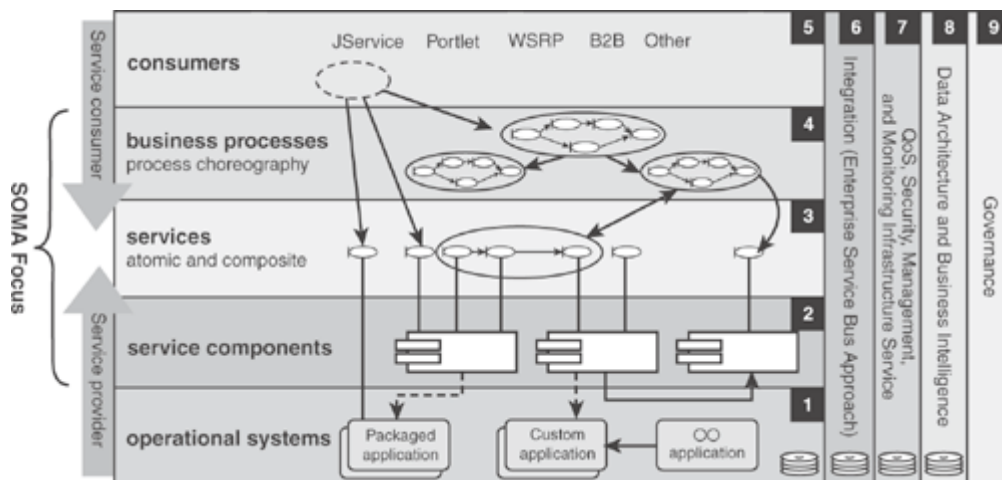 JService Portlet WSRP B2B Other
consumers
5
business processes
process choreography
4
services
atomic and composite
3
service components
2
operational systems
1
Packaged
application
Custom
application
OO
application
Service consumer
Service provider
SOMA Focus
6
Integration (Enterprise Service Bus Approach)
7
QoS, Security, Management,
and Monitoring Infrastructure Service
8
Data Architecture and Business Intelligence
9
Governance